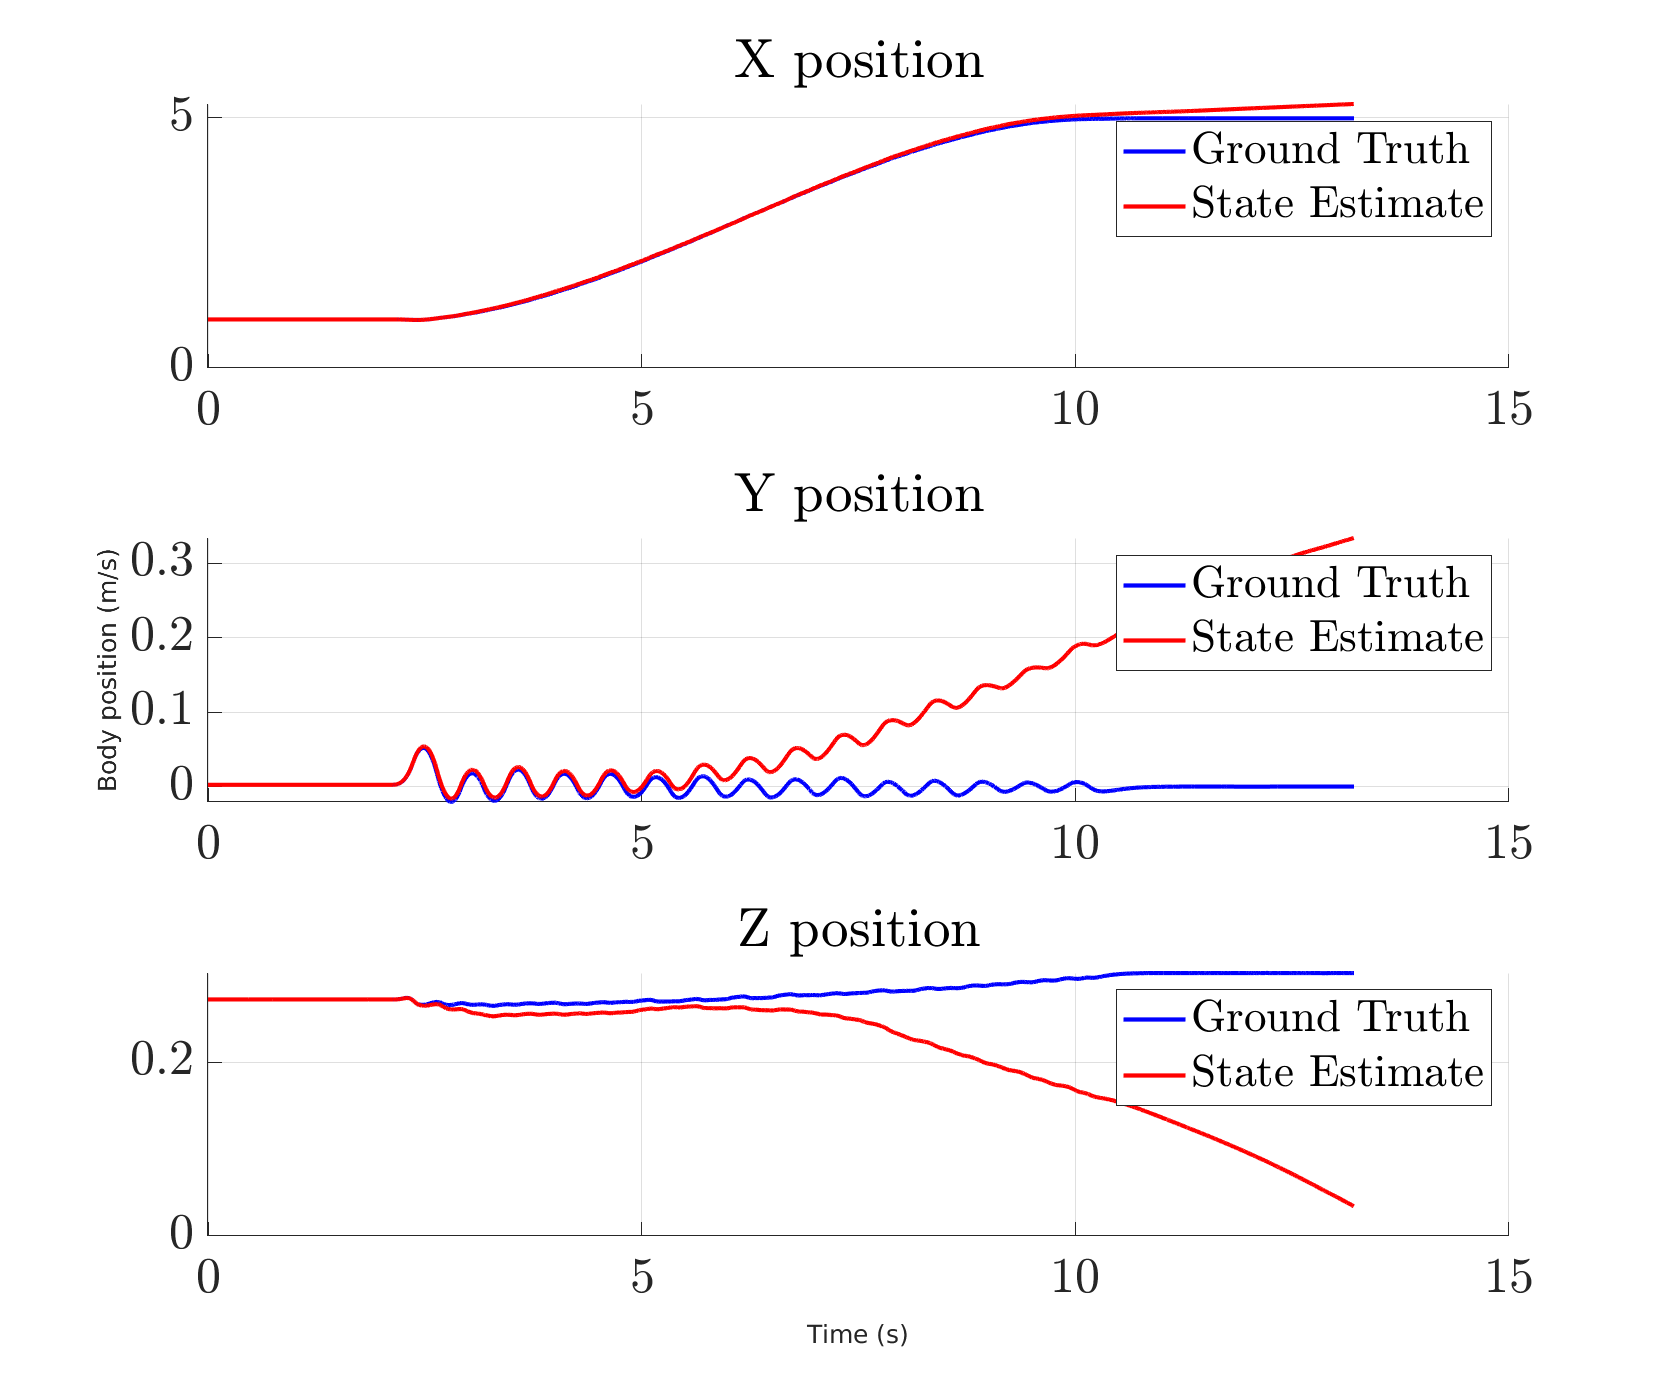 X position
5
0
0 5 10 15
Ground Truth
State Estimate
Y position
Body position (m/s)
0.3
0.2
0.1
0
0 5 10 15
Ground Truth
State Estimate
Z position
0.2
0
0 5 10 15
Ground Truth
State Estimate
Time (s)